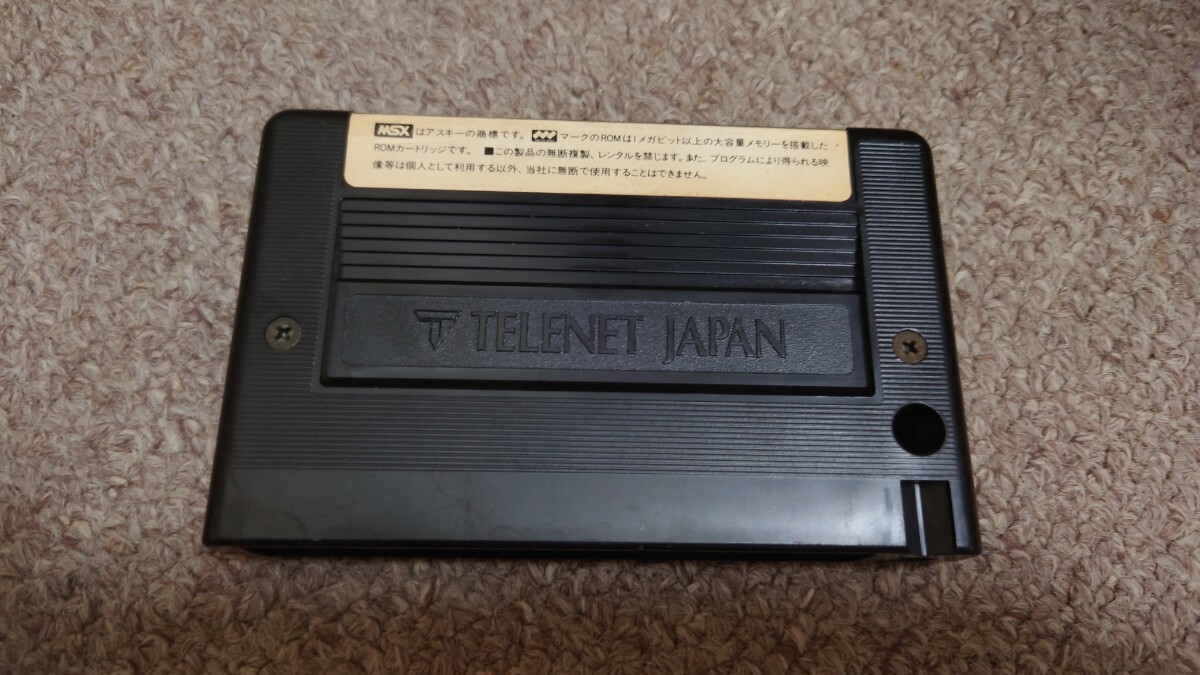 MSX はアスキーの商標です。 マークのROMは1メガビット以上の大容量メモリーを搭載した
ROMカートリッジです。 ■この製品の無断複製、レンタルを禁じます。また、プログラムにより得られる映
像等は個人として利用する以外、当社に無断で使用することはできません。
TELENET JAPAN